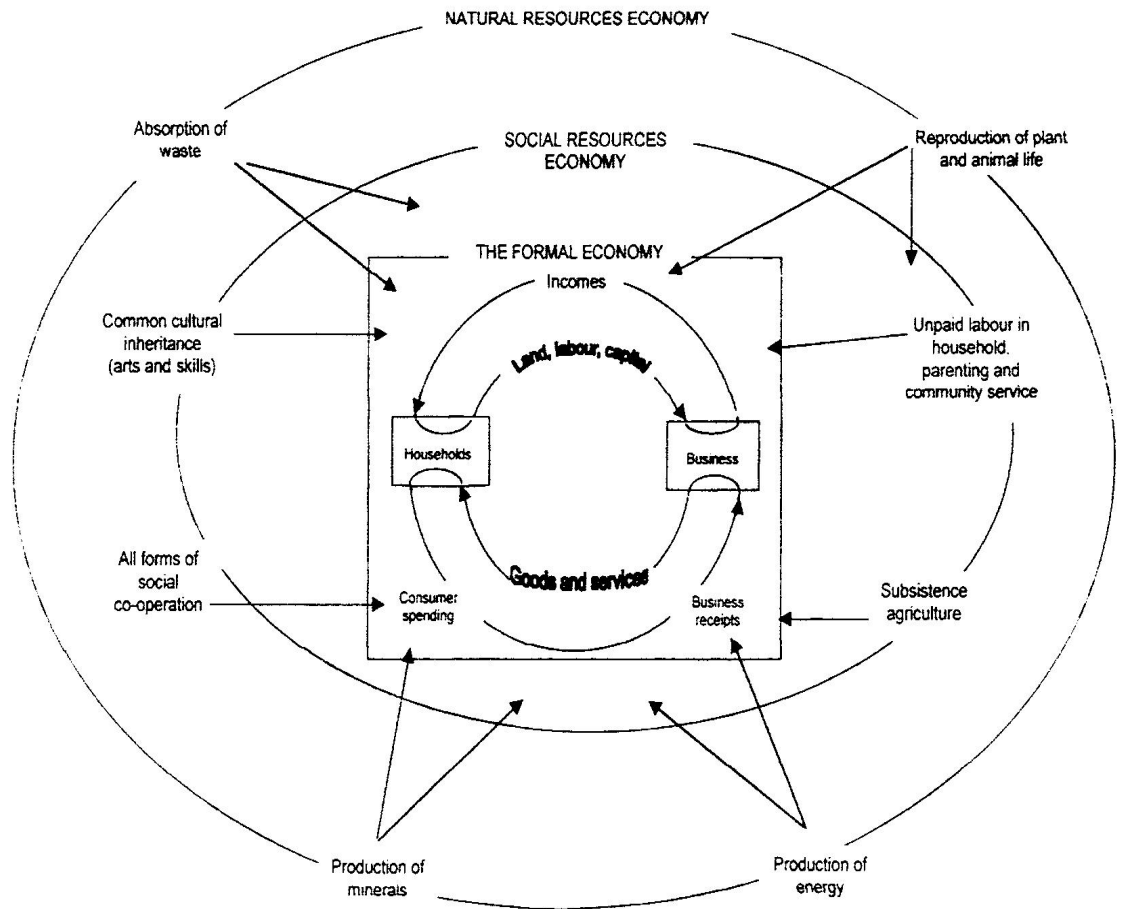 NATURAL RESOURCES ECONOMY
Absorption of
waste
SOCIAL RESOURCES
ECONOMY
Reproduction of plant
and animal life
THE FORMAL ECONOMY
Incomes
Common cultural
inheritance
(arts and skills)
Land, labour, capital
Unpaid labour in
household.
parenting and
community service
Households
Business
All forms of
social
co-operation
Goods and services
Consumer
spending
Business
receipts
Subsistence
agriculture
Production of
minerals
Production of
energy